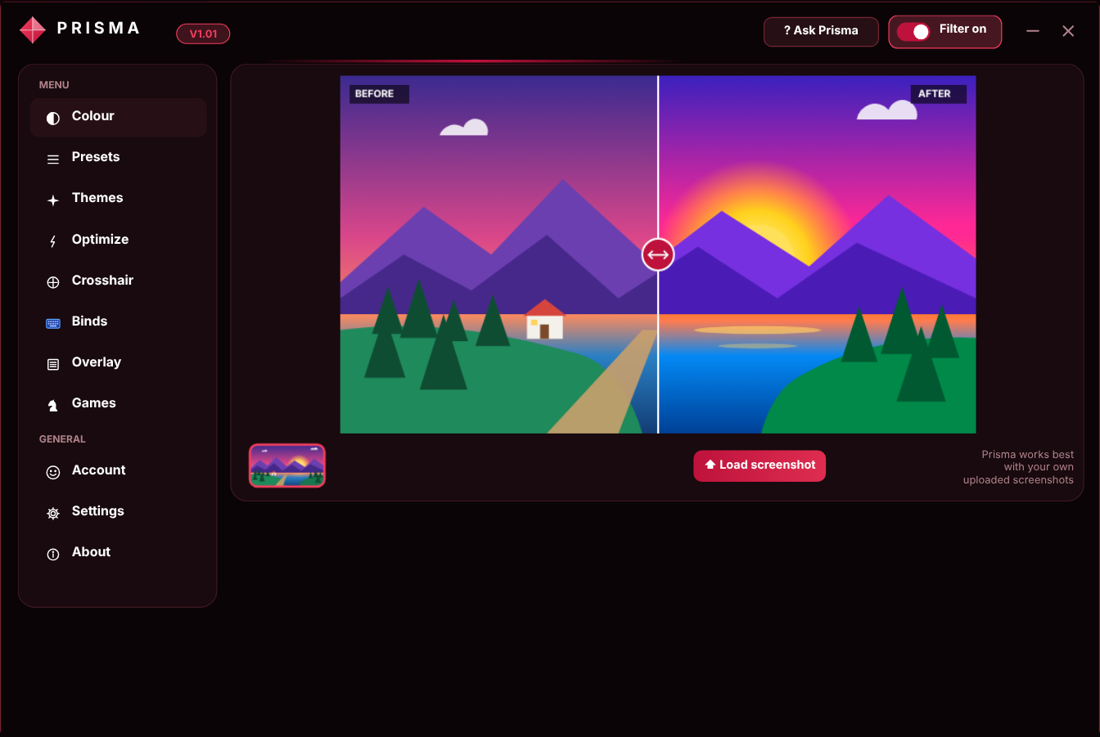 PRISMA
V1.01
? Ask Prisma
Filter on
MENU
Colour
Presets
Themes
Optimize
Crosshair
Binds
Overlay
Games
GENERAL
Account
Settings
About
BEFORE
AFTER
Load screenshot
Prisma works best
with your own
uploaded screenshots